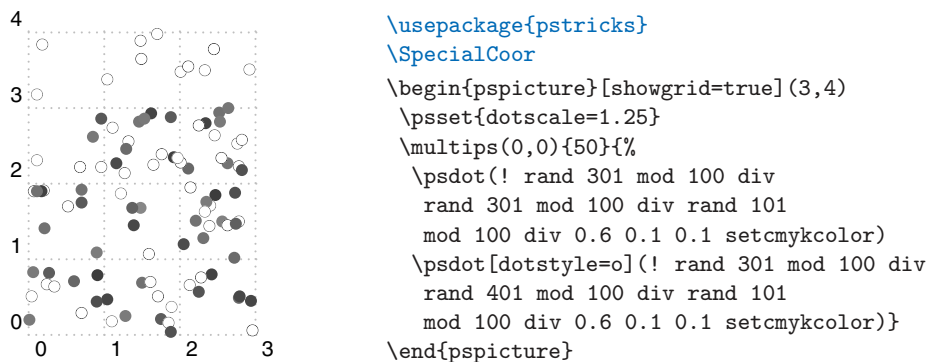 4
3
2
1
0
0 1 2 3
\usepackage{pstricks}
\SpecialCoor
\begin{pspicture}[showgrid=true](3,4)
\psset{dotscale=1.25}
\multips(0,0){50}{%
\psdot(! rand 301 mod 100 div
rand 301 mod 100 div rand 101
mod 100 div 0.6 0.1 0.1 setcmykcolor)
\psdot[dotstyle=o](! rand 301 mod 100 div
rand 401 mod 100 div rand 101
mod 100 div 0.6 0.1 0.1 setcmykcolor)}
\end{pspicture}